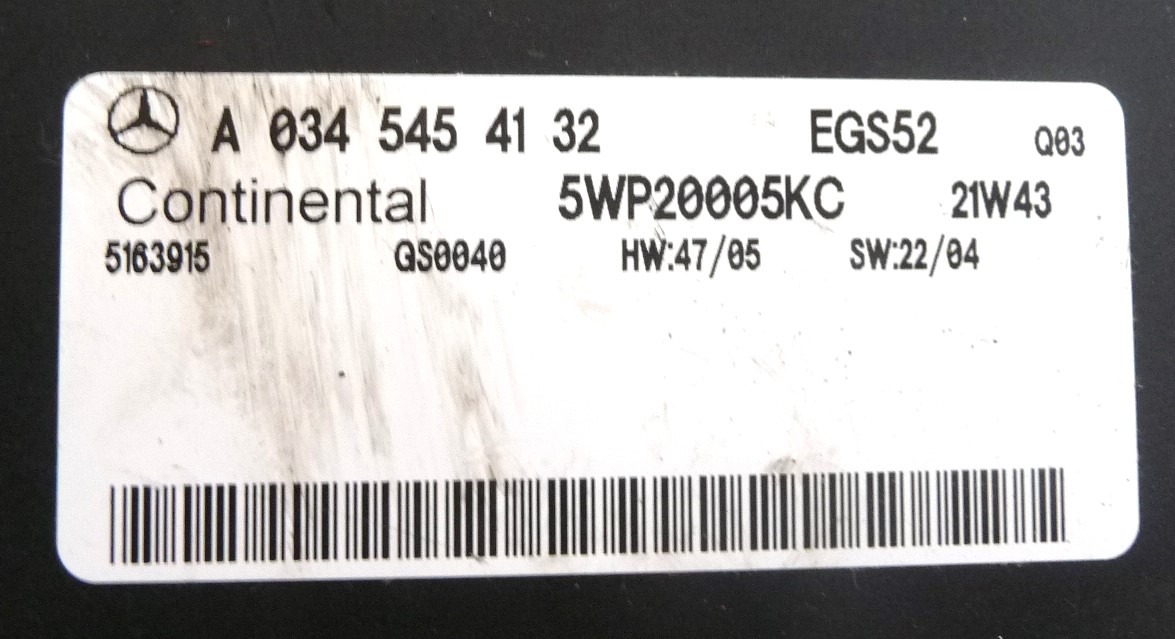 A 034 545 41 32 EGS52 Q03
Continental 5WP20005KC 21W43
5163915 QS0040 HW:47/05 SW:22/04